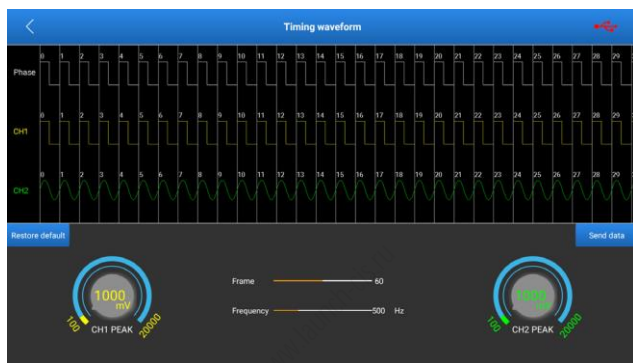 Timing waveform
0 1 2 3 4 5 6 7 8 9 10 11 12 13 14 15 16 17 18 19 20 21 22 23 24 25 26 27 28 29
Phase
0 1 2 3 4 5 6 7 8 9 10 11 12 13 14 15 16 17 18 19 20 21 22 23 24 25 26 27 28 29
CH1
0 1 2 3 4 5 6 7 8 9 10 11 12 13 14 15 16 17 18 19 20 21 22 23 24 25 26 27 28 29
CH2
Restore default Send data
Frame 60
1000 mV
Frequency 500 Hz
1000
100 CH1 PEAK 20000
100 CH2 PEAK 20000